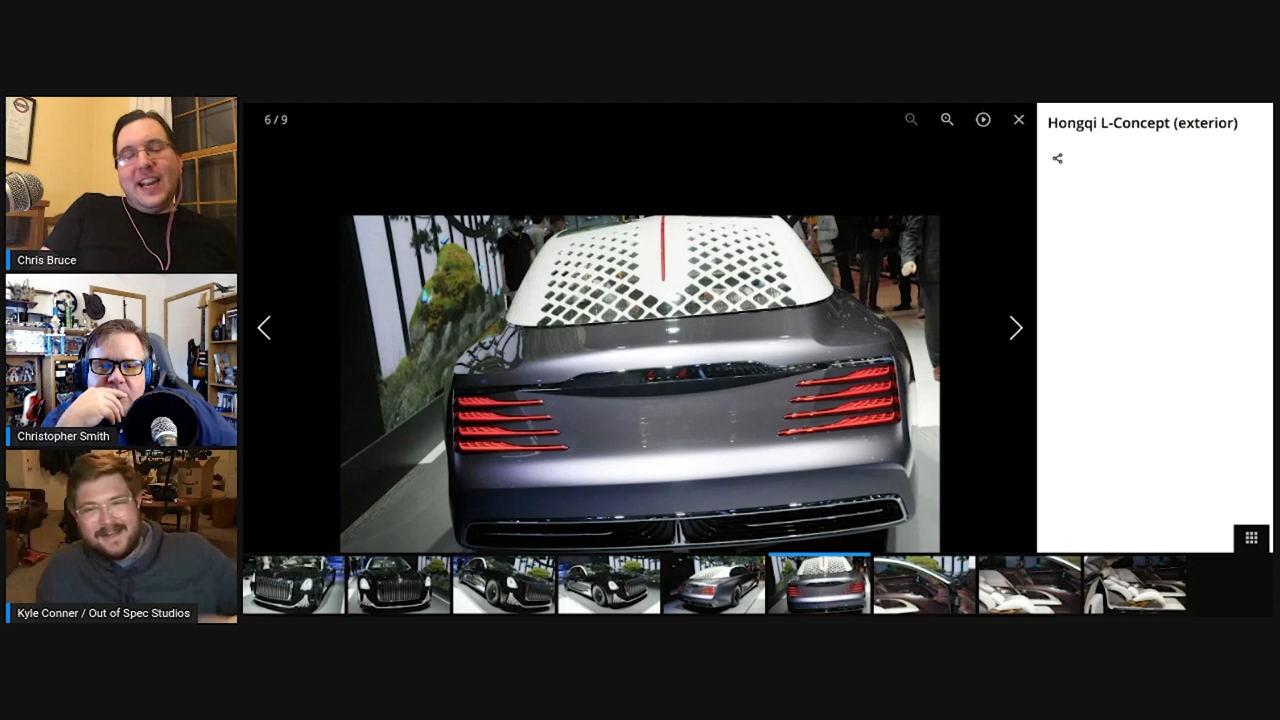 Chris Bruce
Christopher Smith
Kyle Conner / Out of Spec Studios
6 / 9
Hongqi L-Concept (exterior)